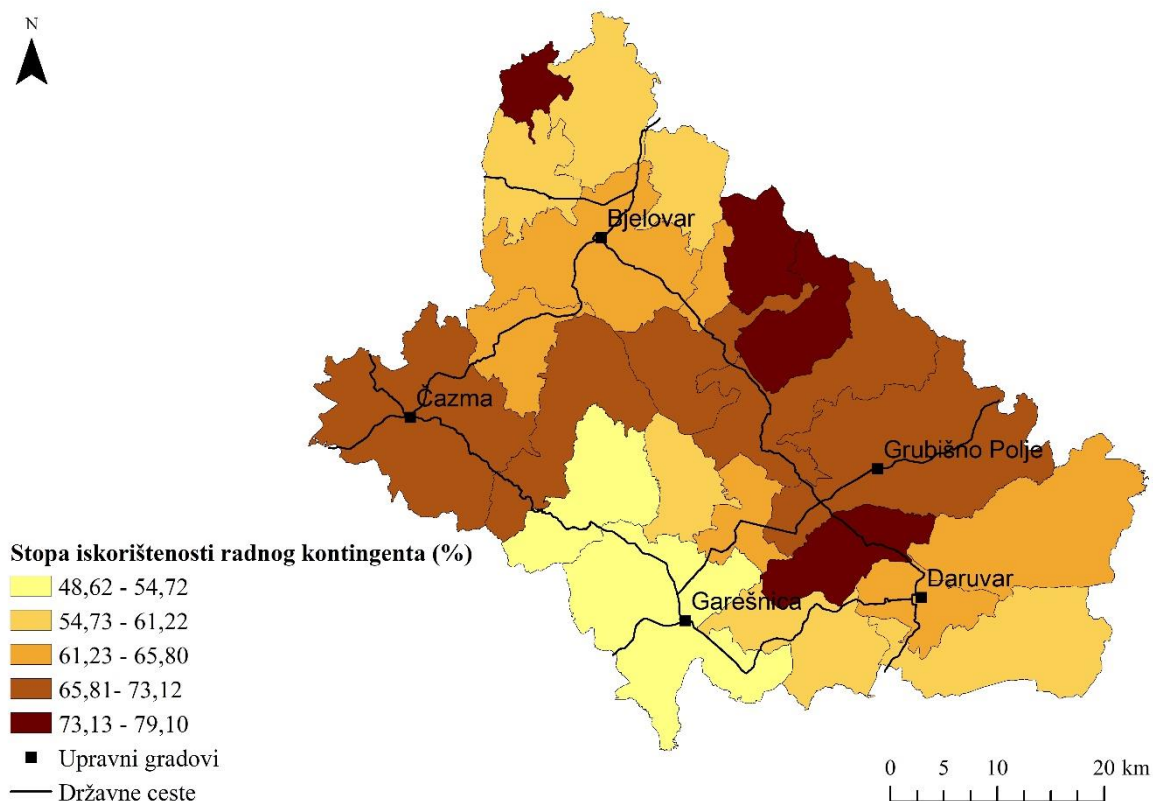 N
Bjelovar
Čazma
Grubišno Polje
Daruvar
Garešnica
Stopa iskorištenosti radnog kontingenta (%)
48,62 - 54,72
54,73 - 61,22
61,23 - 65,80
65,81- 73,12
73,13 - 79,10
Upravni gradovi
Državne ceste
0 5 10 20 km